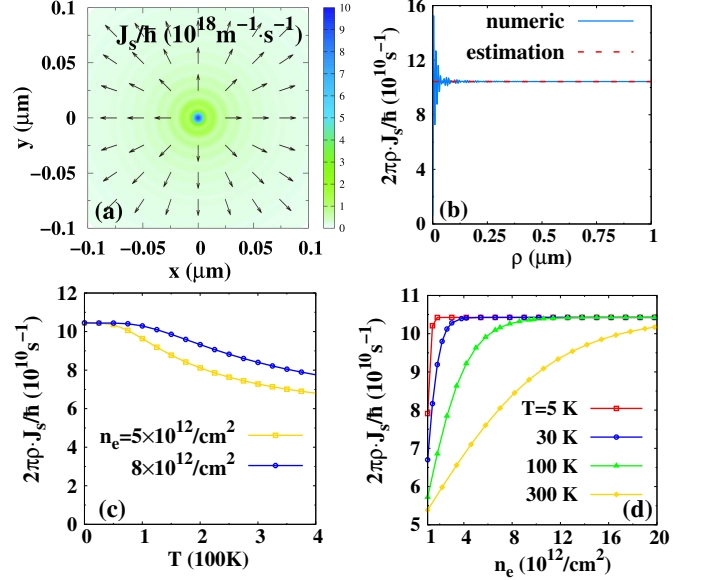 J_s/ħ (10^18 m^−1·s^−1)
0.1
0.05
0
−0.05
−0.1
y (μm)
(a)
−0.1 −0.05 0 0.05 0.1
x (μm)
10
9
8
7
6
5
4
3
2
1
0
2πρ·J_s/ħ (10^10 s^−1)
16
12
8
4
0
numeric
estimation
(b)
0 0.25 0.5 0.75 1
ρ (μm)
2πρ·J_s/ħ (10^10 s^−1)
12
10
8
6
4
2
0
n_e=5×10^12/cm^2
8×10^12/cm^2
(c)
0 1 2 3 4
T (100K)
2πρ·J_s/ħ (10^10 s^−1)
11
10
9
8
7
6
5
T=5 K
30 K
100 K
300 K
(d)
1 4 8 12 16 20
n_e (10^12/cm^2)